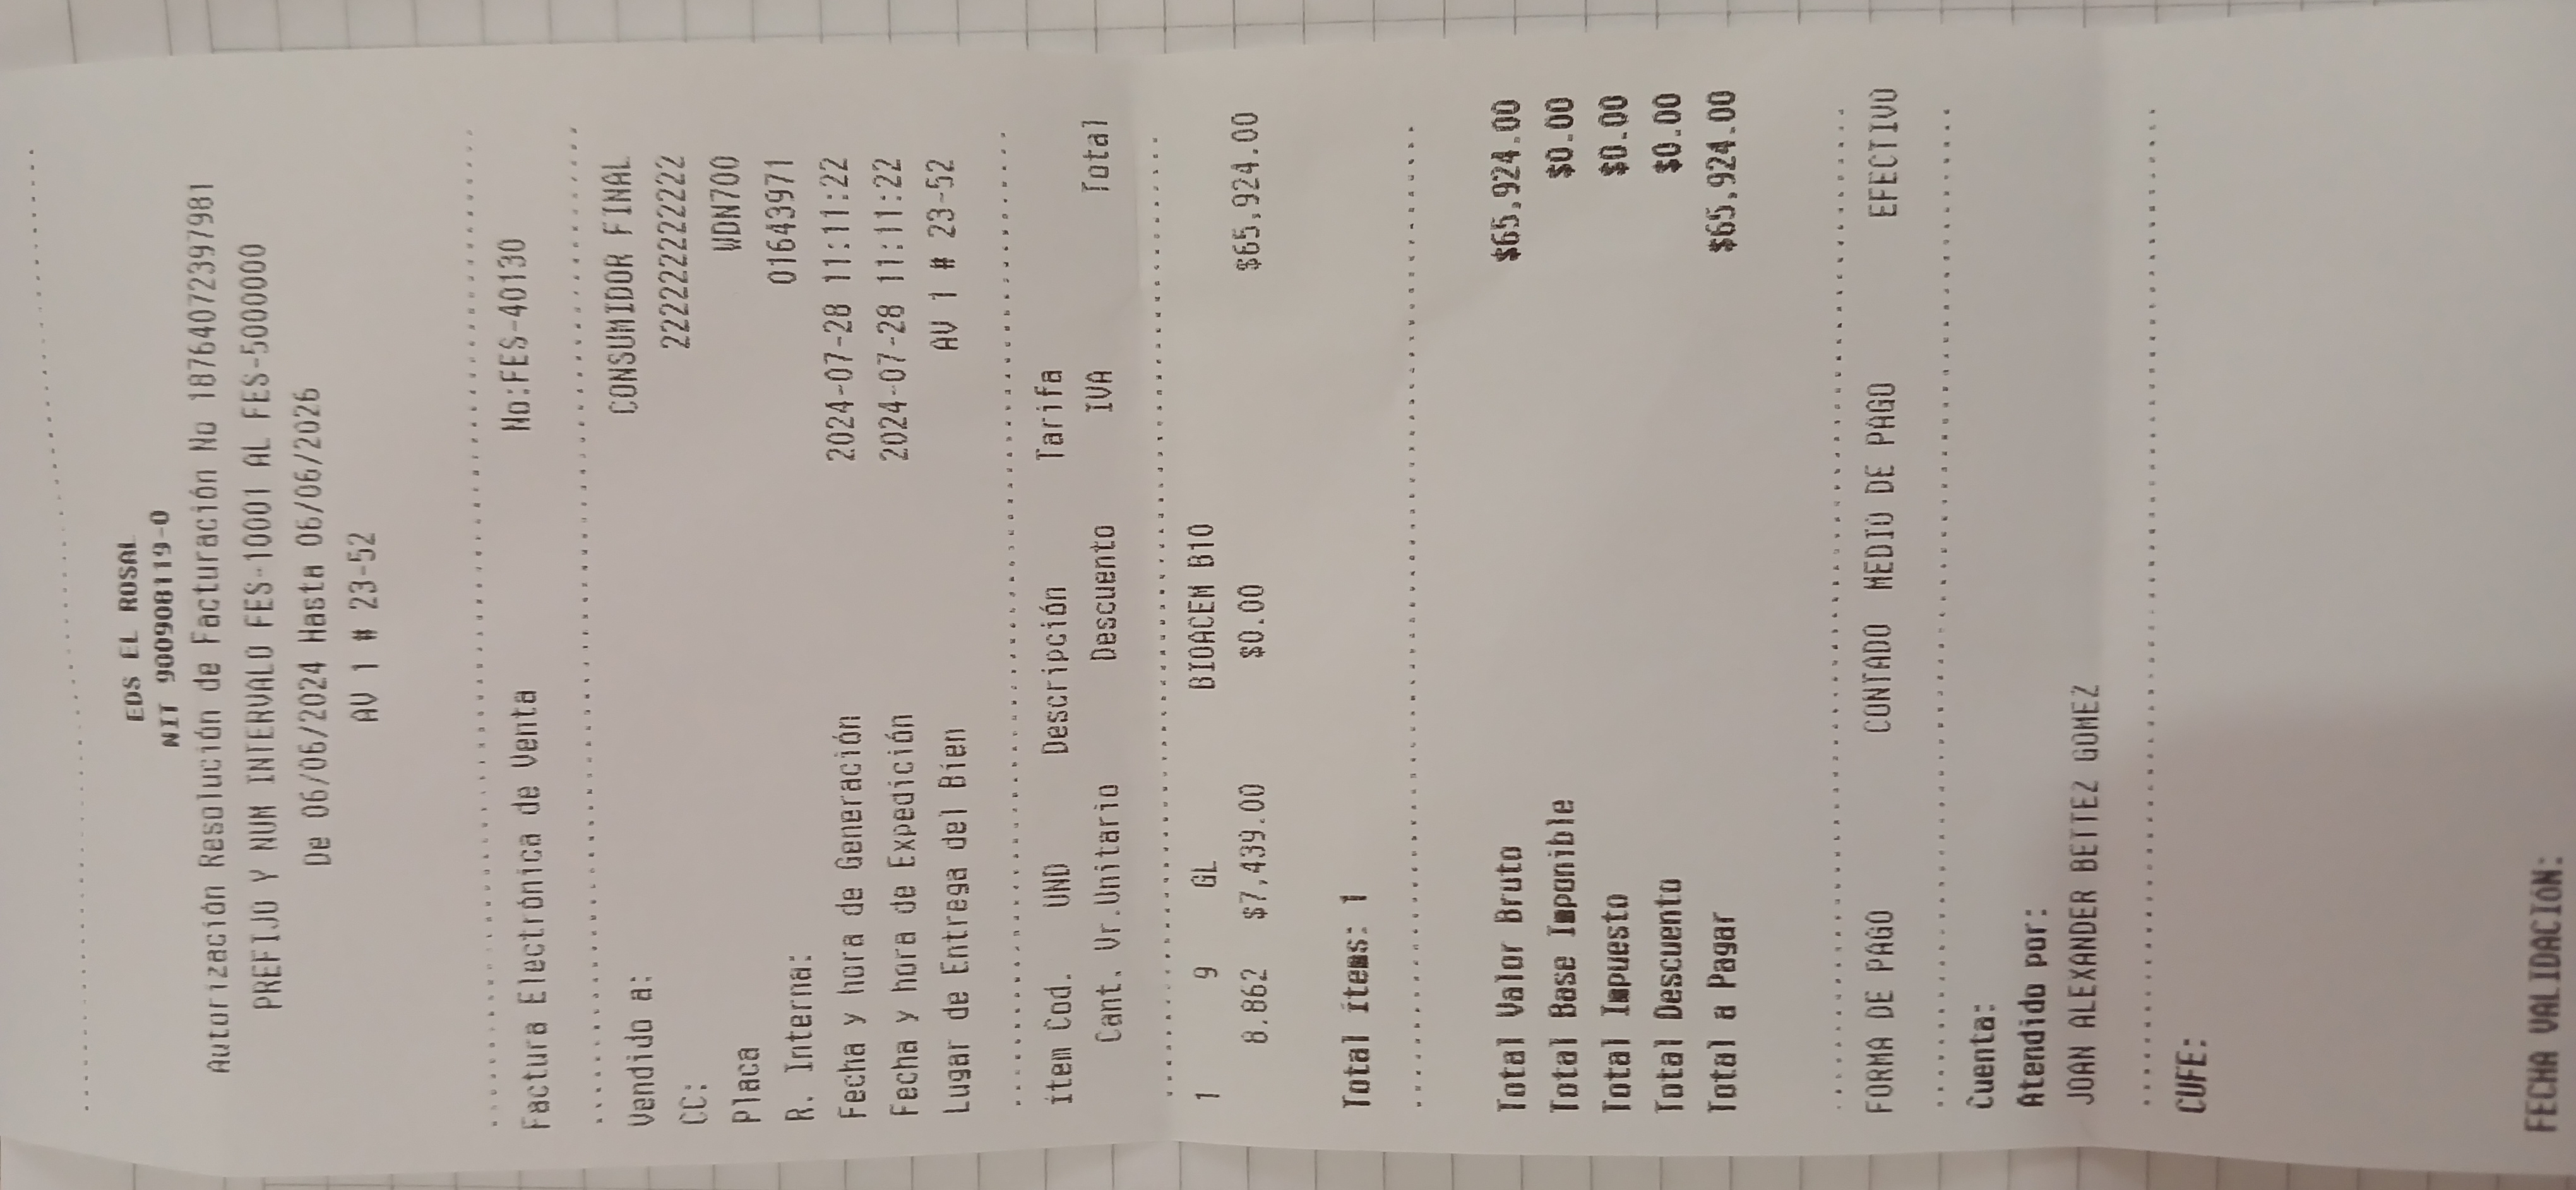 EDS EL ROSAL
NIT 900908119-0
Autorización Resolución de Facturación No 18764072397981
PREFIJO Y NUM INTERVALO FES-10001 AL FES-5000000
De 06/06/2024 Hasta 06/06/2026
AV 1 # 23-52
Factura Electrónica de Venta No:FES-40130
Vendido a: CONSUMIDOR FINAL
CC: 222222222222
Placa WDN700
R. Interna: 01643971
Fecha y hora de Generación 2024-07-28 11:11:22
Fecha y hora de Expedición 2024-07-28 11:11:22
Lugar de Entrega del Bien AV 1 # 23-52
Ítem Cod. UND Descripción Tarifa
Cant. Vr.Unitario Descuento IVA Total
1 9 GL BIOACEM B10
8.862 $7,439.00 $0.00 $65,924.00
Total ítems: 1
Total Valor Bruto $65,924.00
Total Base Imponible $0.00
Total Impuesto $0.00
Total Descuento $0.00
Total a Pagar $65,924.00
FORMA DE PAGO CONTADO MEDIO DE PAGO EFECTIVO
Cuenta:
Atendido por:
JOAN ALEXANDER BETTEZ GOMEZ
CUFE:
FECHA VALIDACIÓN: